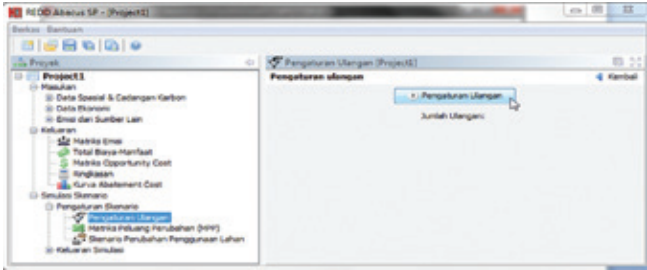 REDD Abacus SP - (Project1)
Berkas Bantuan
Proyek
Project1
Masukan
Data Spasial & Cadangan Karbon
Data Ekonomi
Emisi dari Sumber Lain
Keluaran
Matriks Emisi
Total Biaya-Manfaat
Matriks Opportunity Cost
Ringkasan
Kurva Abatement Cost
Simulasi Skenario
Pengaturan Skenario
Pengaturan Ulangan
Matriks Peluang Perubahan (MPP)
Skenario Perubahan Penggunaan Lahan
Keluaran Simulasi
Pengaturan Ulangan (Project1)
Pengaturan ulangan
Kembali
Pengaturan Ulangan
Jumlah Ulangan: